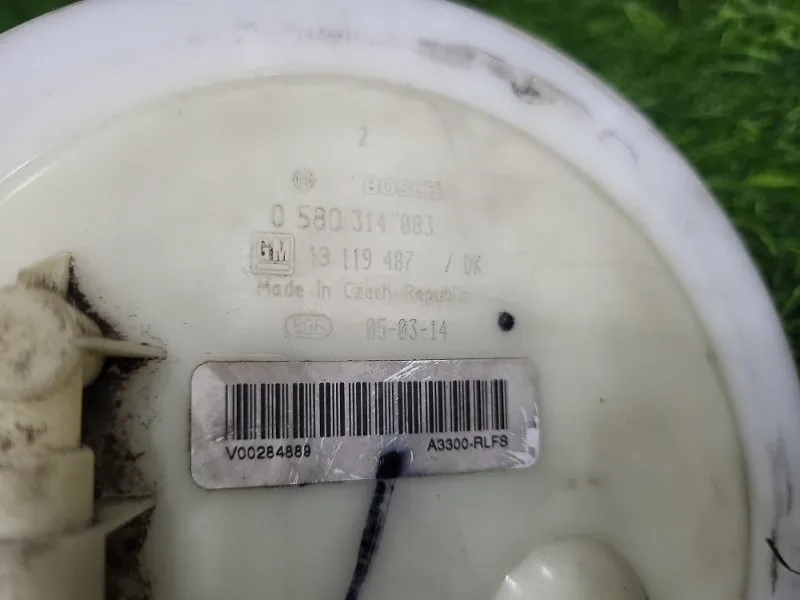 2
BOSCH
0 580 314 083
GM 13 119 487 / DK
Made in Czech Republic
506 05-03-14
V00284889 A3300-RLFS